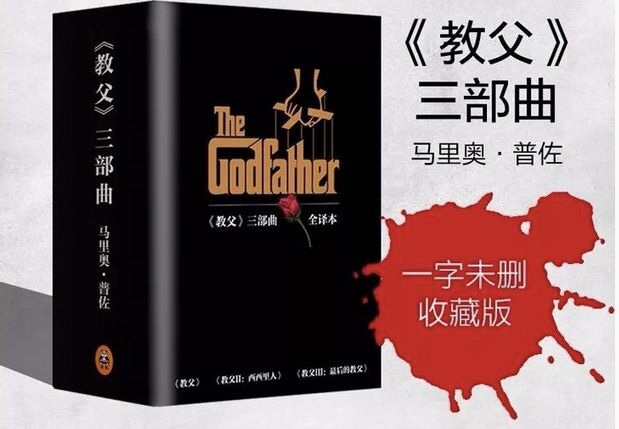 《教父》三部曲
马里奥·普佐
The
Godfather
《教父》三部曲 全译本
《教父》 《教父II：西西里人》 《教父III：最后的教父》
《教父》
三部曲
马里奥·普佐
一字未删
收藏版